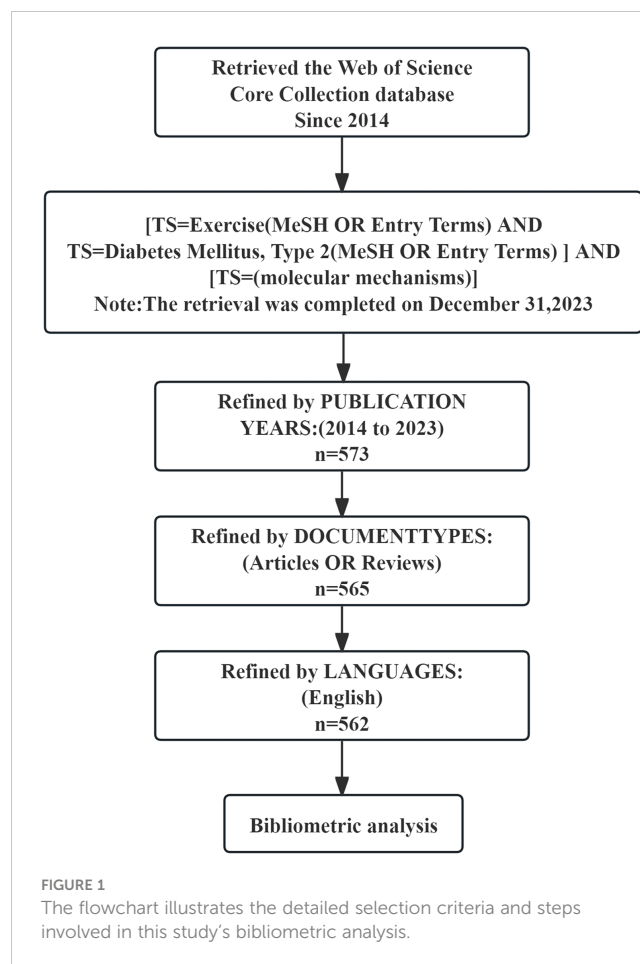 Retrieved the Web of Science
Core Collection database
Since 2014
[TS=Exercise(MeSH OR Entry Terms) AND
TS=Diabetes Mellitus, Type 2(MeSH OR Entry Terms) ] AND
[TS=(molecular mechanisms)]
Note:The retrieval was completed on December 31,2023
Refined by PUBLICATION
YEARS:(2014 to 2023)
n=573
Refined by DOCUMENTTYPES:
(Articles OR Reviews)
n=565
Refined by LANGUAGES:
(English)
n=562
Bibliometric analysis
FIGURE 1
The flowchart illustrates the detailed selection criteria and steps
involved in this study's bibliometric analysis.